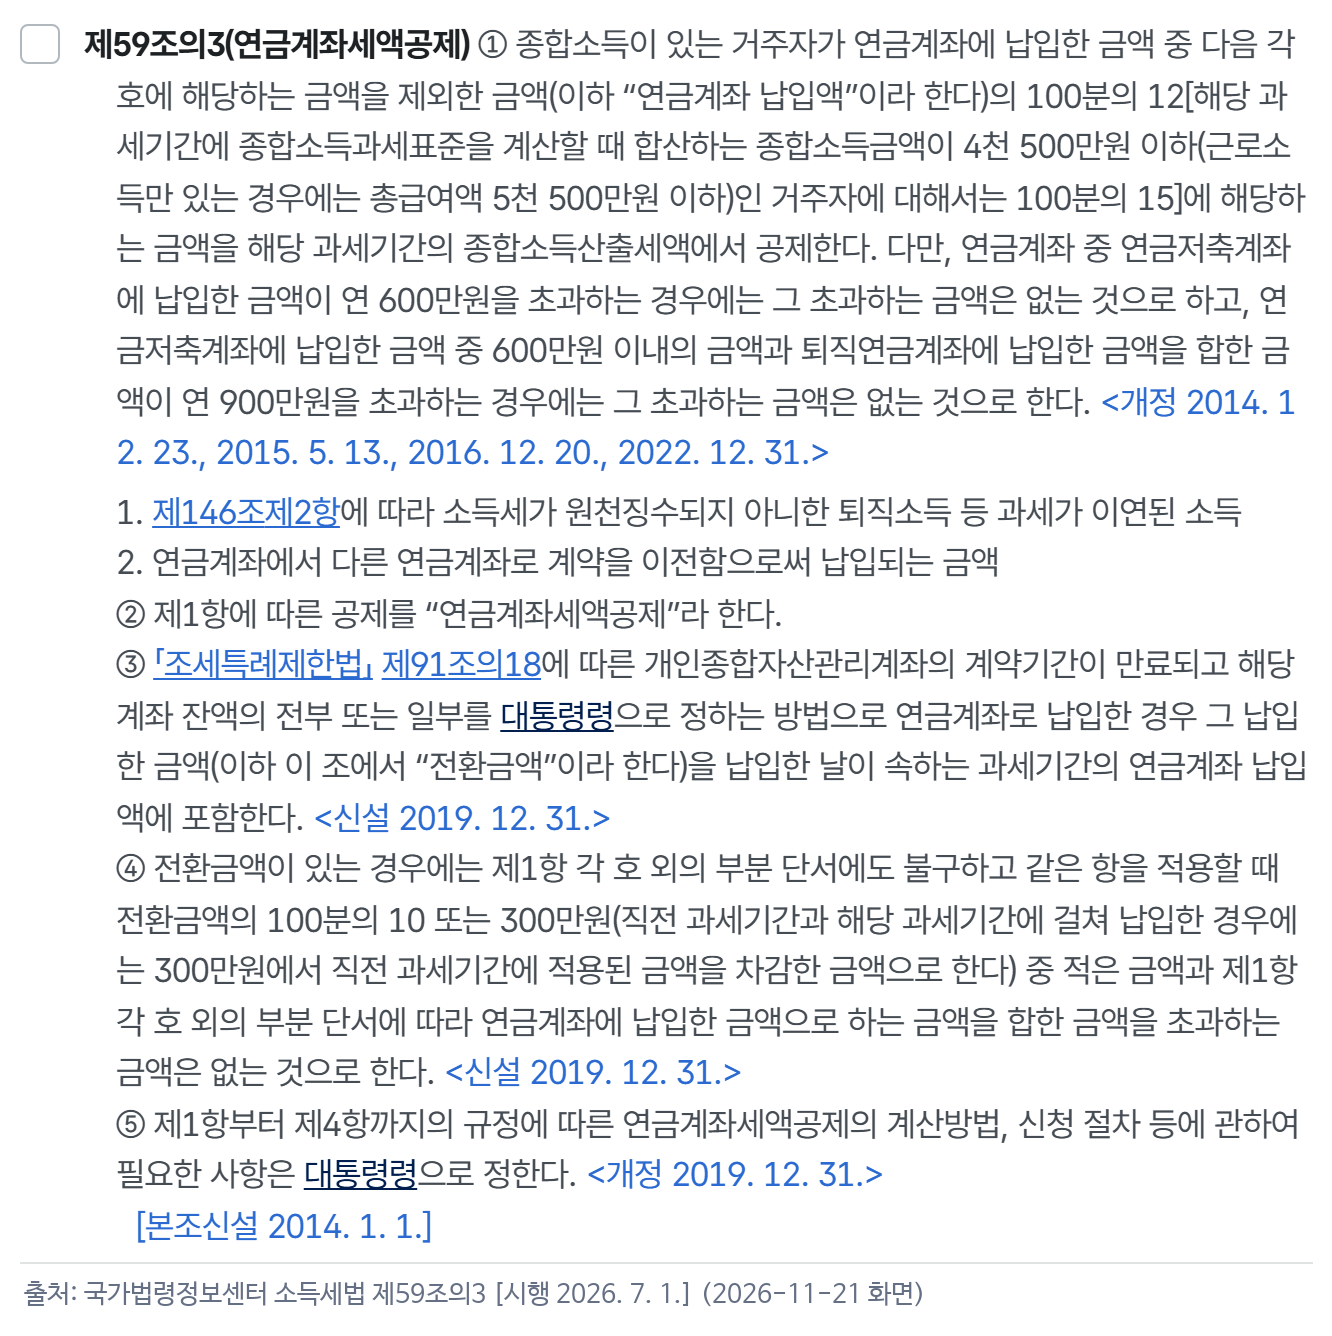 제59조의3(연금계좌세액공제) ① 종합소득이 있는 거주자가 연금계좌에 납입한 금액 중 다음 각
호에 해당하는 금액을 제외한 금액(이하 “연금계좌 납입액”이라 한다)의 100분의 12[해당 과
세기간에 종합소득과세표준을 계산할 때 합산하는 종합소득금액이 4천 500만원 이하(근로소
득만 있는 경우에는 총급여액 5천 500만원 이하)인 거주자에 대해서는 100분의 15]에 해당하
는 금액을 해당 과세기간의 종합소득산출세액에서 공제한다. 다만, 연금계좌 중 연금저축계좌
에 납입한 금액이 연 600만원을 초과하는 경우에는 그 초과하는 금액은 없는 것으로 하고, 연
금저축계좌에 납입한 금액 중 600만원 이내의 금액과 퇴직연금계좌에 납입한 금액을 합한 금
액이 연 900만원을 초과하는 경우에는 그 초과하는 금액은 없는 것으로 한다. <개정 2014. 1
2. 23., 2015. 5. 13., 2016. 12. 20., 2022. 12. 31.>
1. 제146조제2항에 따라 소득세가 원천징수되지 아니한 퇴직소득 등 과세가 이연된 소득
2. 연금계좌에서 다른 연금계좌로 계약을 이전함으로써 납입되는 금액
② 제1항에 따른 공제를 “연금계좌세액공제”라 한다.
③ 「조세특례제한법」 제91조의18에 따른 개인종합자산관리계좌의 계약기간이 만료되고 해당
계좌 잔액의 전부 또는 일부를 대통령령으로 정하는 방법으로 연금계좌로 납입한 경우 그 납입
한 금액(이하 이 조에서 “전환금액”이라 한다)을 납입한 날이 속하는 과세기간의 연금계좌 납입
액에 포함한다. <신설 2019. 12. 31.>
④ 전환금액이 있는 경우에는 제1항 각 호 외의 부분 단서에도 불구하고 같은 항을 적용할 때
전환금액의 100분의 10 또는 300만원(직전 과세기간과 해당 과세기간에 걸쳐 납입한 경우에
는 300만원에서 직전 과세기간에 적용된 금액을 차감한 금액으로 한다) 중 적은 금액과 제1항
각 호 외의 부분 단서에 따라 연금계좌에 납입한 금액으로 하는 금액을 합한 금액을 초과하는
금액은 없는 것으로 한다. <신설 2019. 12. 31.>
⑤ 제1항부터 제4항까지의 규정에 따른 연금계좌세액공제의 계산방법, 신청 절차 등에 관하여
필요한 사항은 대통령령으로 정한다. <개정 2019. 12. 31.>
[본조신설 2014. 1. 1.]
출처: 국가법령정보센터 소득세법 제59조의3 [시행 2026. 7. 1.] (2026-11-21 화면)